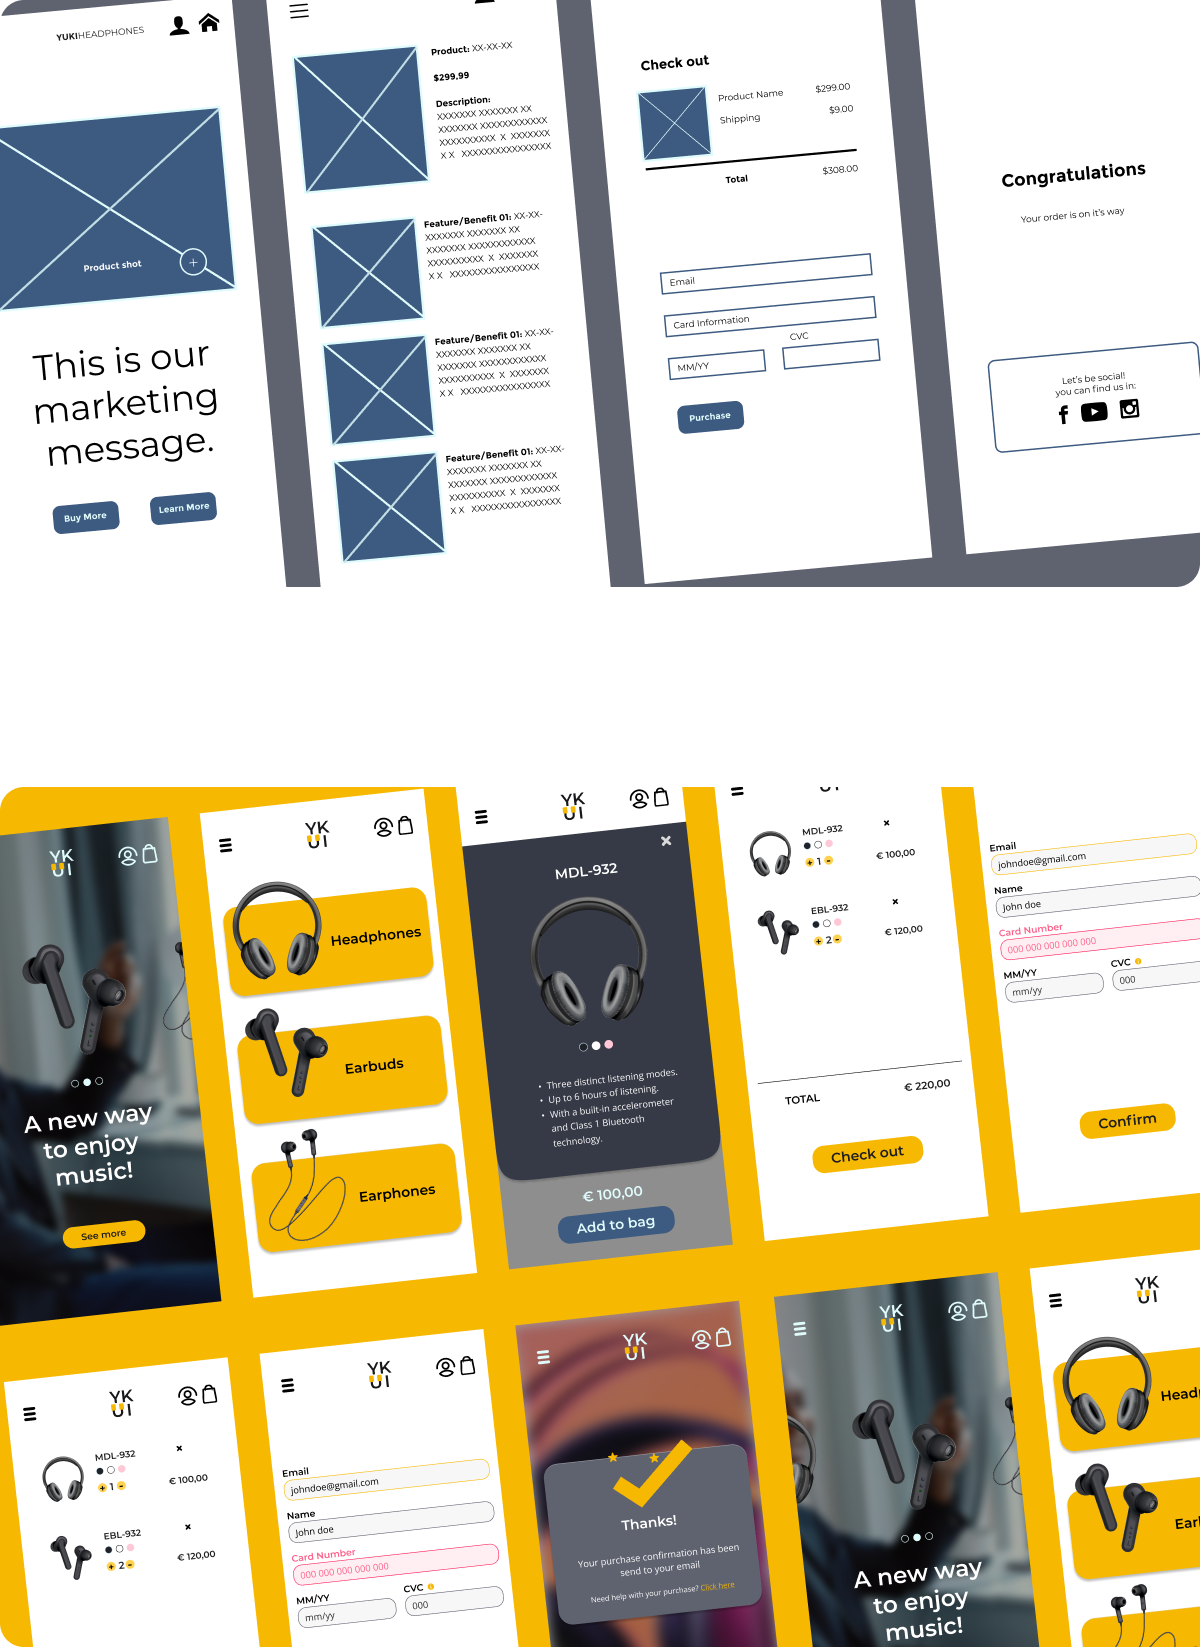 YUKIHEADPHONES
Product shot
This is our
marketing
message.
Buy More
Learn More
Product: XX-XX-XX
$299,99
Description:
XXXXXXX XXXXXXX XX
XXXXXXX XXXXXXXXXXXX
XXXXXXXXXX X XXXXXXX
X X XXXXXXXXXXXXXXXX
Feature/Benefit 01: XX-XX-
XXXXXXX XXXXXXX XX
XXXXXXX XXXXXXXXXXXX
XXXXXXXXXX X XXXXXXX
X X XXXXXXXXXXXXXXXX
Feature/Benefit 01: XX-XX-
XXXXXXX XXXXXXX XX
XXXXXXX XXXXXXXXXXXX
XXXXXXXXXX X XXXXXXX
X X XXXXXXXXXXXXXXXX
Feature/Benefit 01: XX-XX-
XXXXXXX XXXXXXX XX
XXXXXXX XXXXXXXXXXXX
XXXXXXXXXX X XXXXXXX
X X XXXXXXXXXXXXXXXX
Check out
Product Name $299.00
Shipping $9.00
Total $308.00
Email
Card Information
CVC
MM/YY
Purchase
Congratulations
Your order is on it's way
Let's be social!
you can find us in:
YK
UI
A new way
to enjoy
music!
See more
YK
UI
Headphones
Earbuds
Earphones
YK
UI
MDL-932
• Three distinct listening modes.
• Up to 6 hours of listening.
• With a built-in accelerometer
and Class 1 Bluetooth
technology.
€ 100,00
Add to bag
UI
MDL-932
+ 1 -
€ 100,00
EBL-932
+ 2 -
€ 120,00
TOTAL
€ 220,00
Check out
Email
johndoe@gmail.com
Name
John doe
Card Number
000 000 000 000 000
MM/YY
mm/yy
CVC
000
Confirm
YK
UI
MDL-932
+ 1 -
€ 100,00
EBL-932
+ 2 -
€ 120,00
YK
UI
Email
johndoe@gmail.com
Name
John doe
Card Number
000 000 000 000 000
MM/YY
mm/yy
CVC
000
YK
UI
Thanks!
Your purchase confirmation has been
send to your email
Need help with your purchase? Click here
YK
UI
A new way
to enjoy
music!
YK
UI
Head
Ear